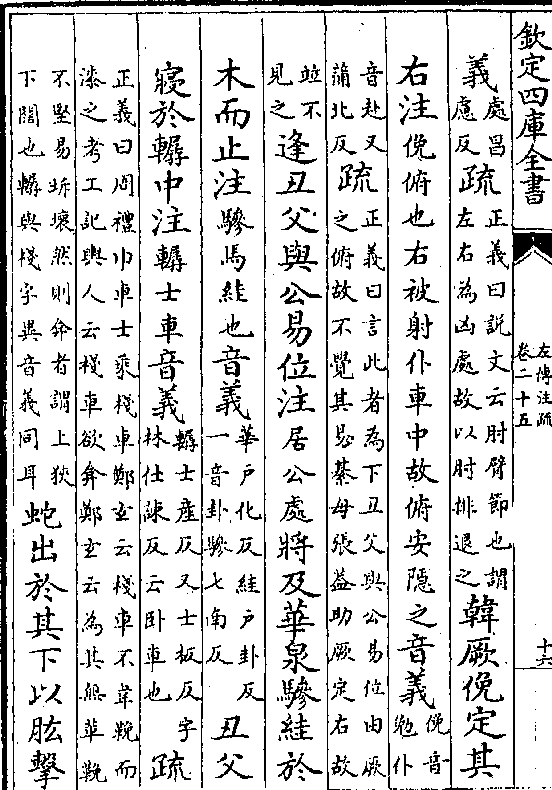 欽定四庫全書
左傳注疏
卷二十五
十六
義處昌慮反疏正義曰說文云肘臂節也謂左右為凶處故以肘排退之韓厥俛定其
右注俛俯也右被射仆車中故俯安隱之音義俛音勉仆
音赴又蒲北反疏正義曰言此者為下丑父與公易位由厥之俯故不覺其易綦母張益助厥定右故
並不見之逢丑父與公易位注居公處將及華泉驂絓於
木而止注驂馬絓也音義華戶化反絓戶卦反一音卦驂七南反丑父
寢於轏中注轏士車音義轏士產反又士板反字林仕諫反云卧車也疏
正義曰周禮巾車士乘棧車鄭玄云棧車不革鞔而漆之考工記輿人云棧車欲弇鄭玄云為其無革鞔
不堅易坼壞然則弇者謂上狹下闊也轏與棧字異音義同耳蛇出於其下以肱擊